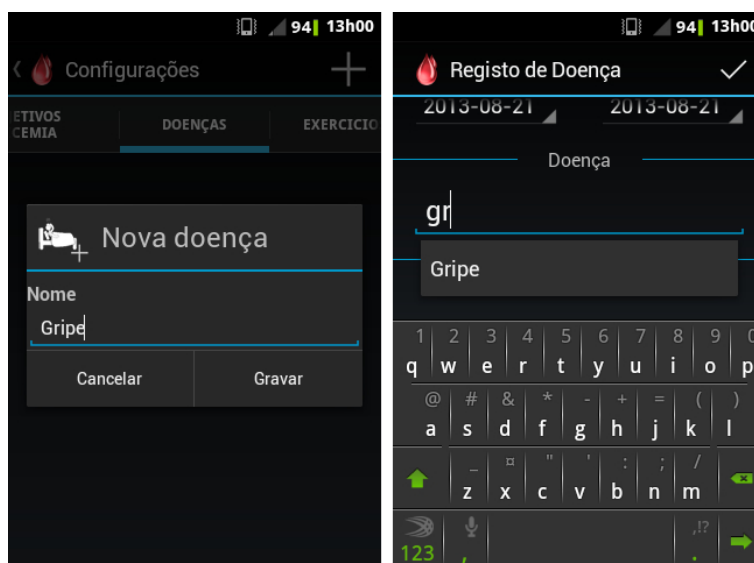 94 13h00
Configurações
ETIVOS
CEMIA
DOENÇAS
EXERCICIO
Nova doença
Nome
Gripe
Cancelar
Gravar
94 13h00
Registo de Doença
2013-08-21
2013-08-21
Doença
gr
Gripe
1 2 3 4 5 6 7 8 9 0
q w e r t y u i o p
@ # & * - + = ( )
a s d f g h j k l
_ ¤ " ' : ; /
z x c v b n m
,!?
123 , .